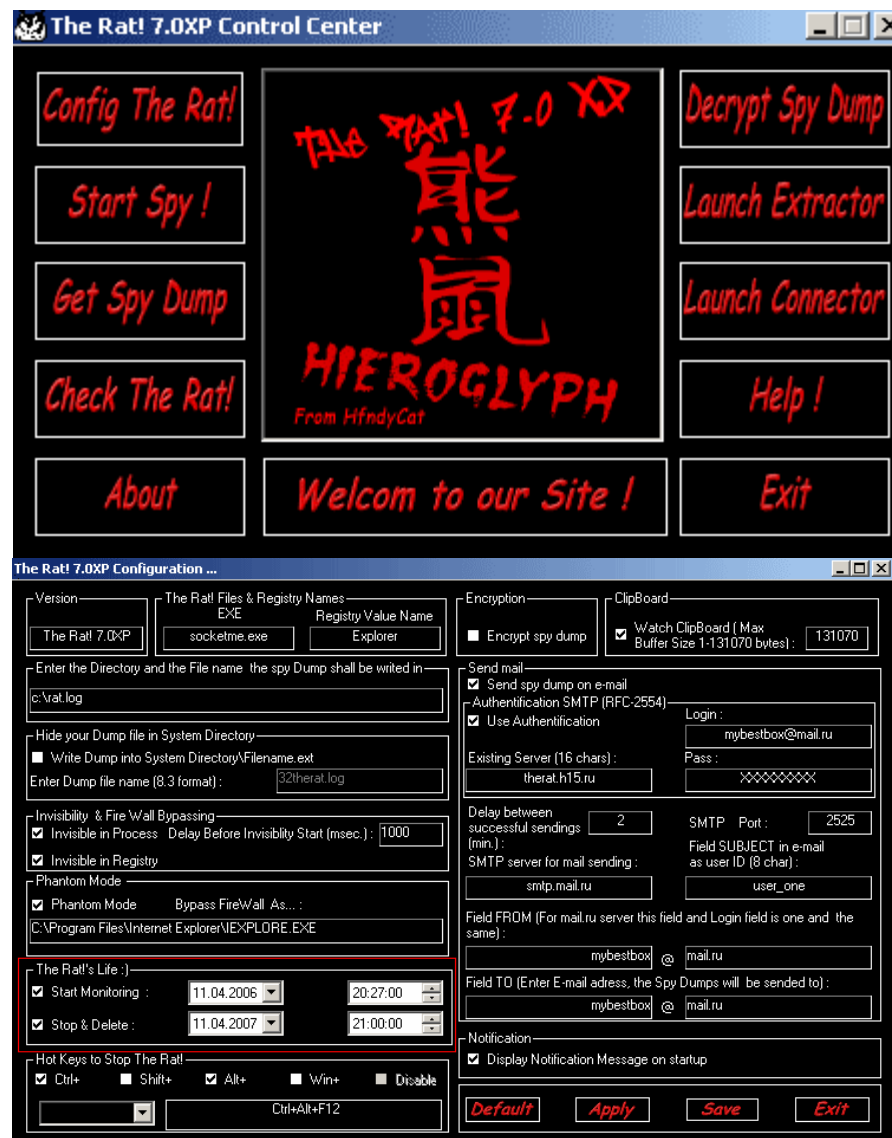 The Rat! 7.0XP Control Center
Config The Rat!
Start Spy !
Get Spy Dump
Check The Rat!
About
THE RAT! 7.0 XP
熊
鼠
HIEROGLYPH
From HfndyCat
Welcom to our Site !
Decrypt Spy Dump
Launch Extractor
Launch Connector
Help !
Exit
The Rat! 7.0XP Configuration ...
Version
The Rat! 7.0XP
The Rat! Files & Registry Names
EXE
Registry Value Name
socketme.exe
Explorer
Enter the Directory and the File name the spy Dump shall be writed in
c:\rat.log
Hide your Dump file in System Directory
Write Dump into System Directory\Filename.ext
Enter Dump file name (8.3 format) :
32therat.log
Invisibility & Fire Wall Bypassing
Invisible in Process
Delay Before Invisiblity Start (msec.) :
1000
Invisible in Registry
Phantom Mode
Phantom Mode
Bypass FireWall As... :
C:\Program Files\Internet Explorer\IEXPLORE.EXE
The Rat!'s Life :)
Start Monitoring :
11.04.2006
20:27:00
Stop & Delete :
11.04.2007
21:00:00
Hot Keys to Stop The Rat!
Ctrl+
Shift+
Alt+
Win+
Disable
Ctrl+Alt+F12
Encryption
Encrypt spy dump
ClipBoard
Watch ClipBoard ( Max
Buffer Size 1-131070 bytes) :
131070
Send mail
Send spy dump on e-mail
Authentification SMTP (RFC-2554)
Use Authentification
Login :
mybestbox@mail.ru
Existing Server (16 chars) :
Pass :
therat.h15.ru
XXXXXXXXX
Delay between
successful sendings
(min.) :
2
SMTP Port :
2525
SMTP server for mail sending :
Field SUBJECT in e-mail
as user ID (8 char) :
smtp.mail.ru
user_one
Field FROM (For mail.ru server this field and Login field is one and the
same) :
mybestbox @ mail.ru
Field TO (Enter E-mail adress, the Spy Dumps will be sended to) :
mybestbox @ mail.ru
Notification
Display Notification Message on startup
Default
Apply
Save
Exit